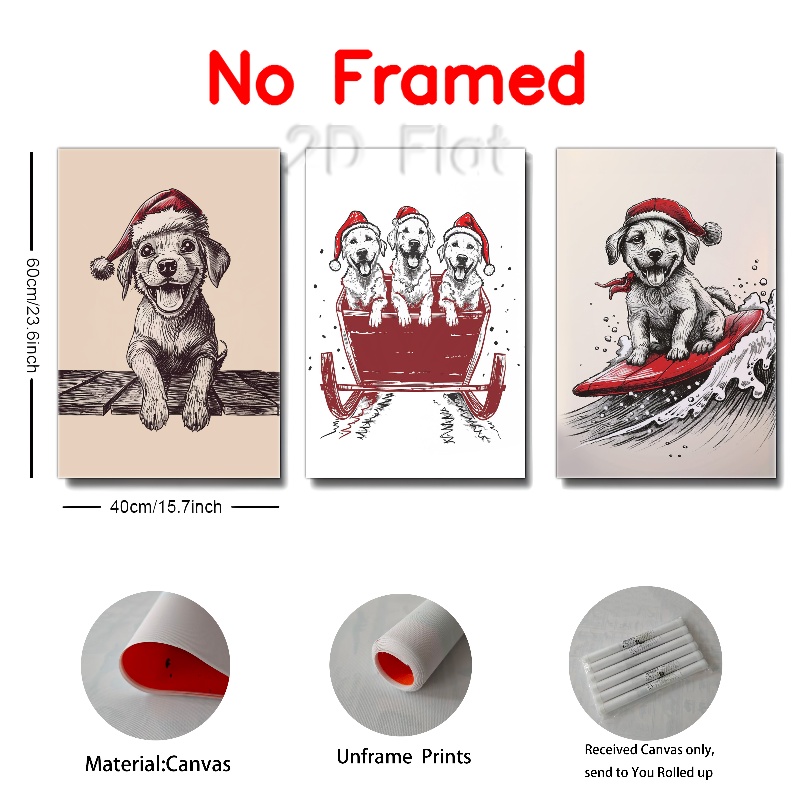 No Framed
2D Flat
60cm/23.6inch
40cm/15.7inch
Material:Canvas
Unframe Prints
Received Canvas only,
send to You Rolled up